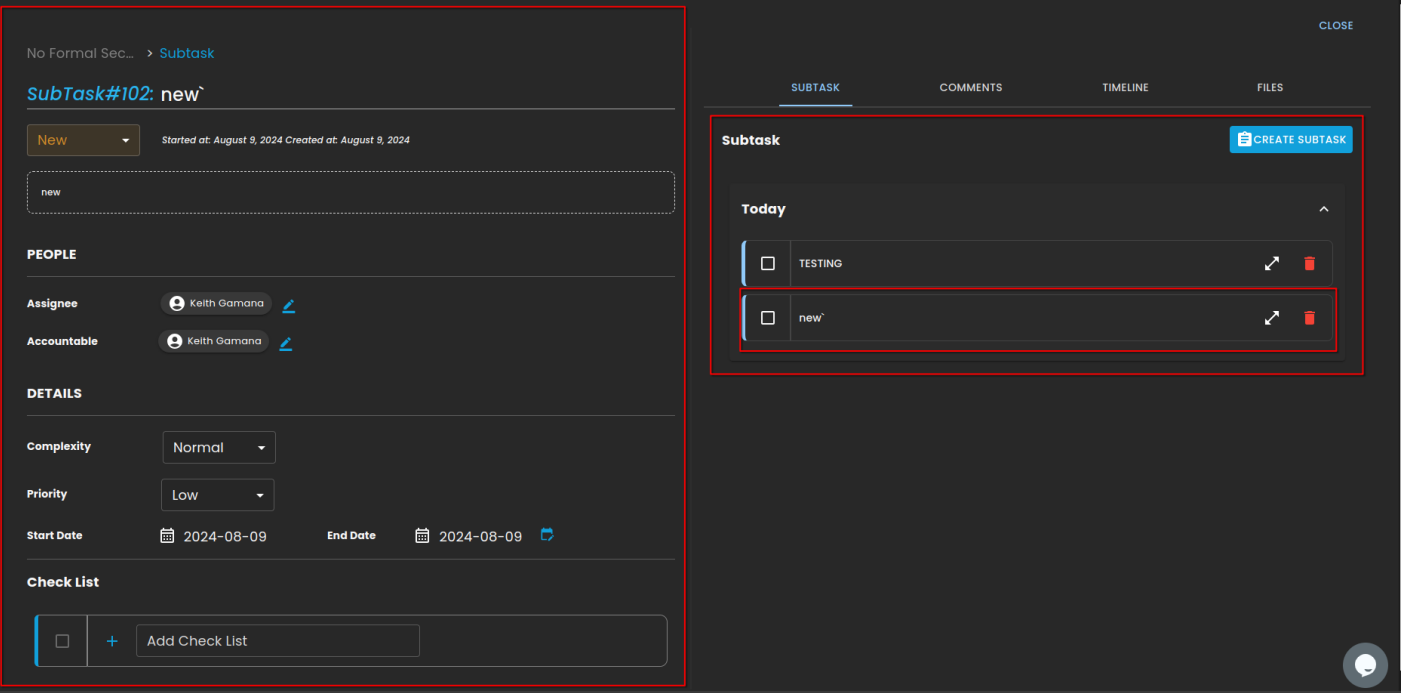 No Formal Sec... > Subtask
SubTask#102: new`
New
Started at: August 9, 2024 Created at: August 9, 2024
new
PEOPLE
Assignee
Keith Gamana
Accountable
Keith Gamana
DETAILS
Complexity
Normal
Priority
Low
Start Date
2024-08-09
End Date
2024-08-09
Check List
+ Add Check List
CLOSE
SUBTASK
COMMENTS
TIMELINE
FILES
Subtask
CREATE SUBTASK
Today
TESTING
new`